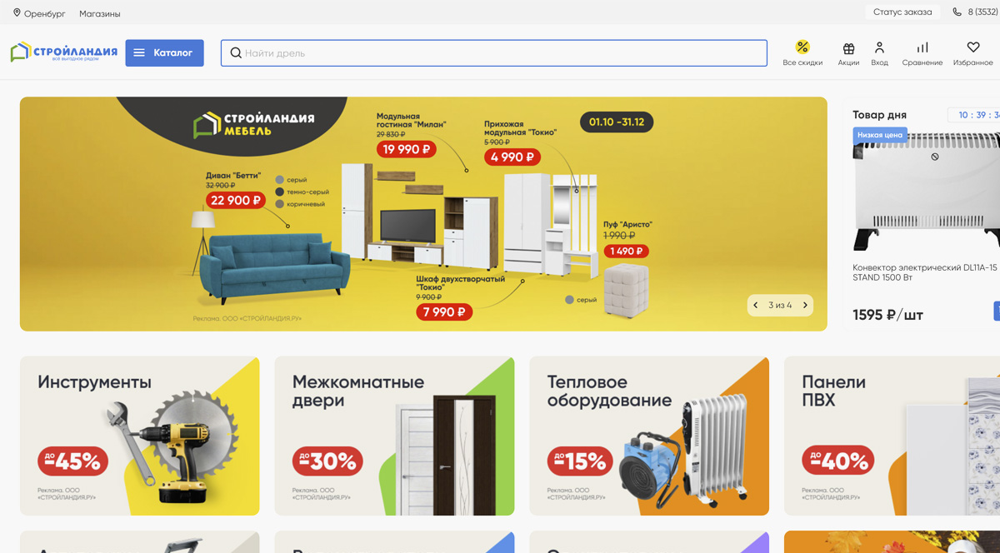 Оренбург
Магазины
Статус заказа
8 (3532)
СТРОЙЛАНДИЯ
всё выгодное рядом
Каталог
Найти дрель
Все скидки
Акции
Вход
Сравнение
Избранное
СТРОЙЛАНДИЯ
МЕБЕЛЬ
Модульная
гостиная "Милан"
29 830 ₽
19 990 ₽
Прихожая
модульная "Токио"
5 900 ₽
4 990 ₽
01.10 -31.12
Диван "Бетти"
32 900 ₽
22 900 ₽
серый
темно-серый
коричневый
Пуф "Аристо"
1 990 ₽
1 490 ₽
Шкаф двухстворчатый
"Токио"
9 900 ₽
7 990 ₽
серый
Реклама. ООО «СТРОЙЛАНДИЯ.РУ»
3 из 4
Товар дня
10 : 39 : 3
Низкая цена
Конвектор электрический DL11A-15
STAND 1500 Вт
1595 ₽/шт
Инструменты
до
-45%
Реклама. ООО
«СТРОЙЛАНДИЯ.РУ»
Межкомнатные
двери
до
-30%
Реклама. ООО
«СТРОЙЛАНДИЯ.РУ»
Тепловое
оборудование
до
-15%
Реклама. ООО
«СТРОЙЛАНДИЯ.РУ»
Панели
ПВХ
до
-40%
Реклама. ООО
«СТРОЙЛАНДИЯ.РУ»